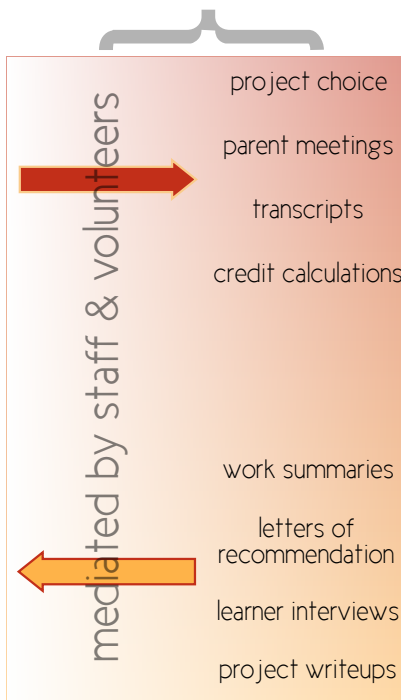 mediated by staff & volunteers
project choice
parent meetings
transcripts
credit calculations
work summaries
letters of
recommendation
learner interviews
project writeups